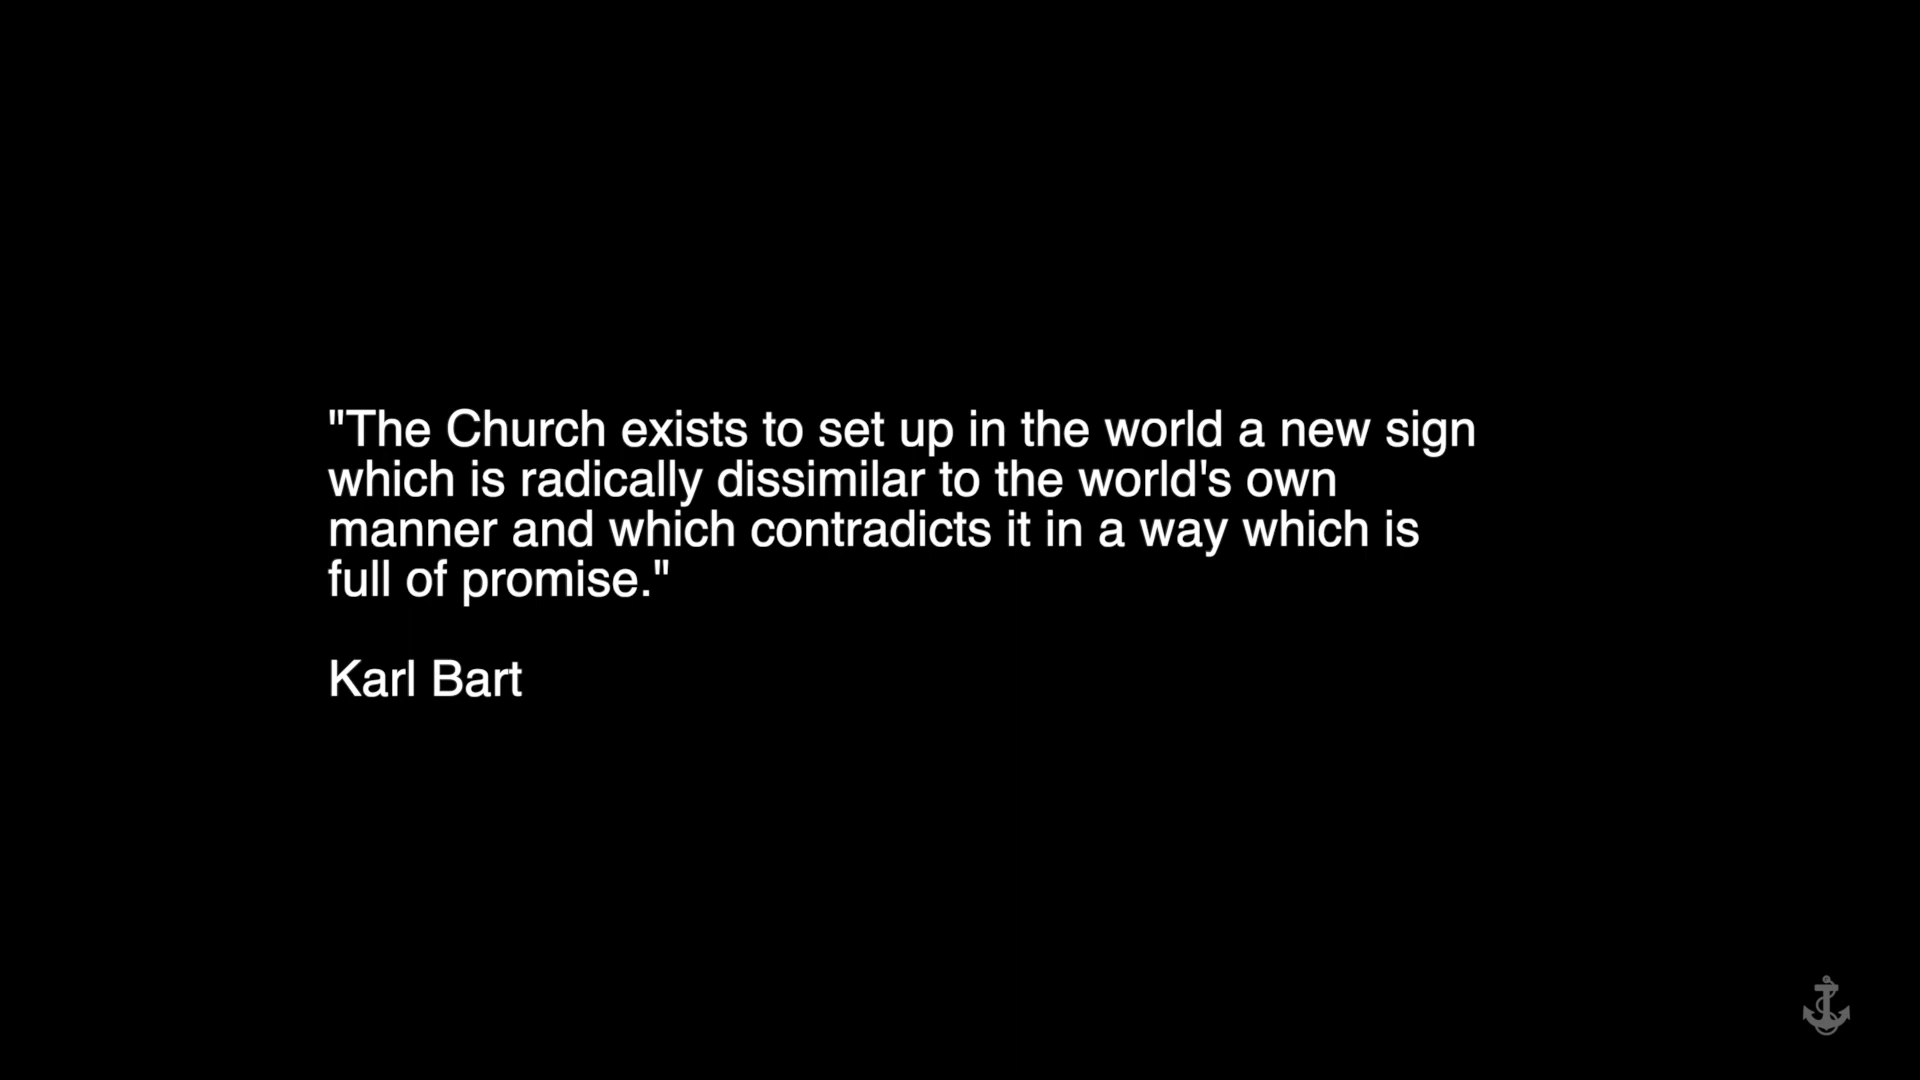 "The Church exists to set up in the world a new sign
which is radically dissimilar to the world's own
manner and which contradicts it in a way which is
full of promise."
Karl Bart